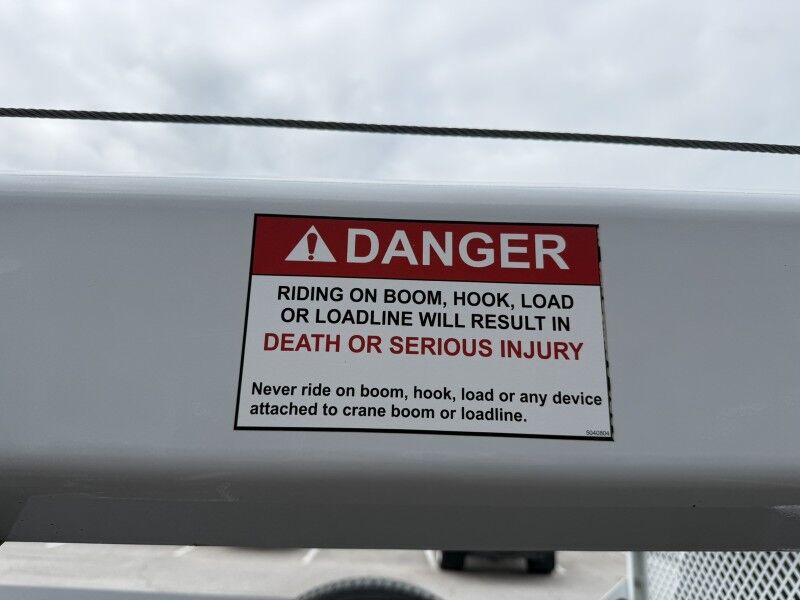 DANGER
RIDING ON BOOM, HOOK, LOAD
OR LOADLINE WILL RESULT IN
DEATH OR SERIOUS INJURY
Never ride on boom, hook, load or any device
attached to crane boom or loadline.
5040804